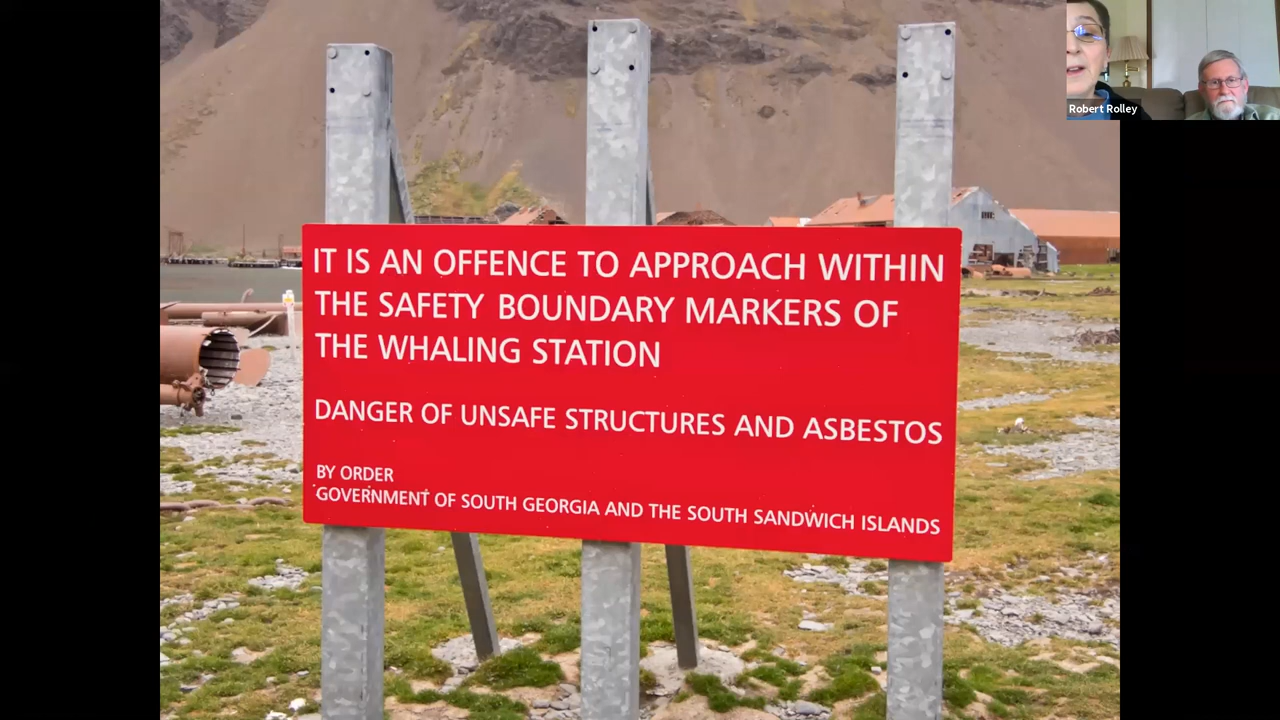 Robert Rolley
IT IS AN OFFENCE TO APPROACH WITHIN
THE SAFETY BOUNDARY MARKERS OF
THE WHALING STATION
DANGER OF UNSAFE STRUCTURES AND ASBESTOS
BY ORDER
GOVERNMENT OF SOUTH GEORGIA AND THE SOUTH SANDWICH ISLANDS